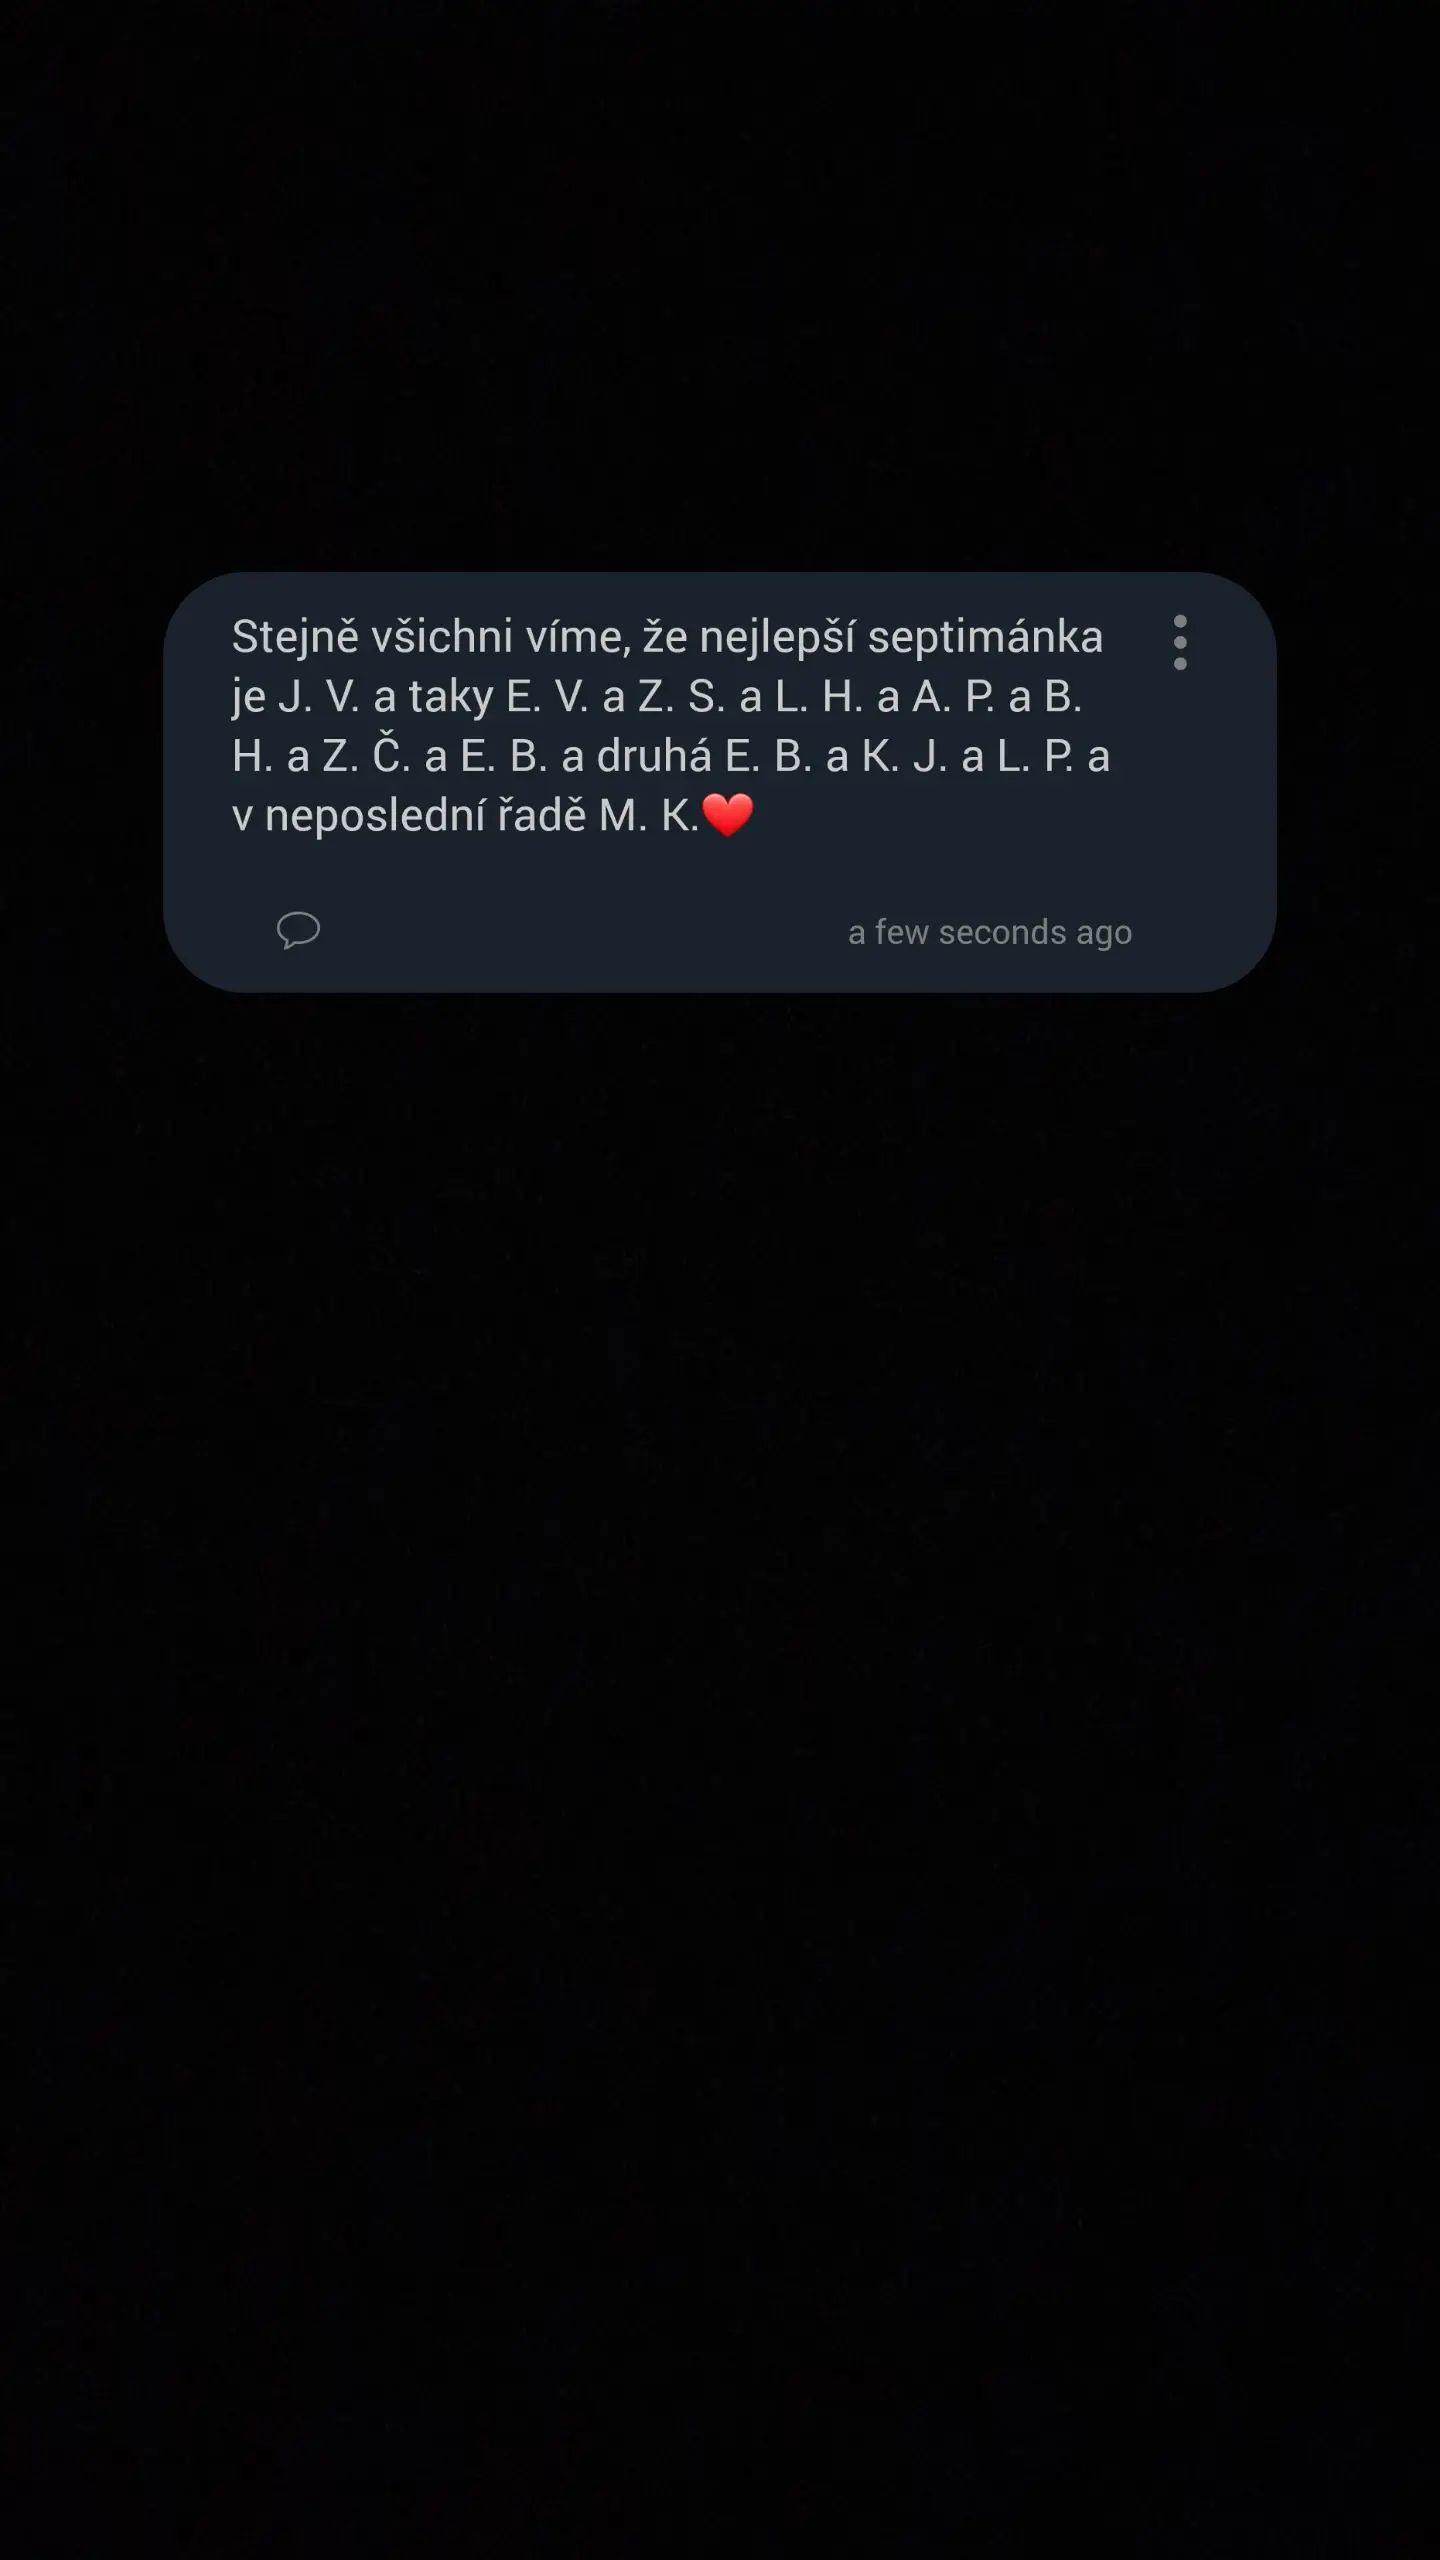 Stejně všichni víme, že nejlepší septimánka
je J. V. a taky E. V. a Z. S. a L. H. a A. P. a B.
H. a Z. Č. a E. B. a druhá E. B. a K. J. a L. P. a
v neposlední řadě M. K.❤️
a few seconds ago